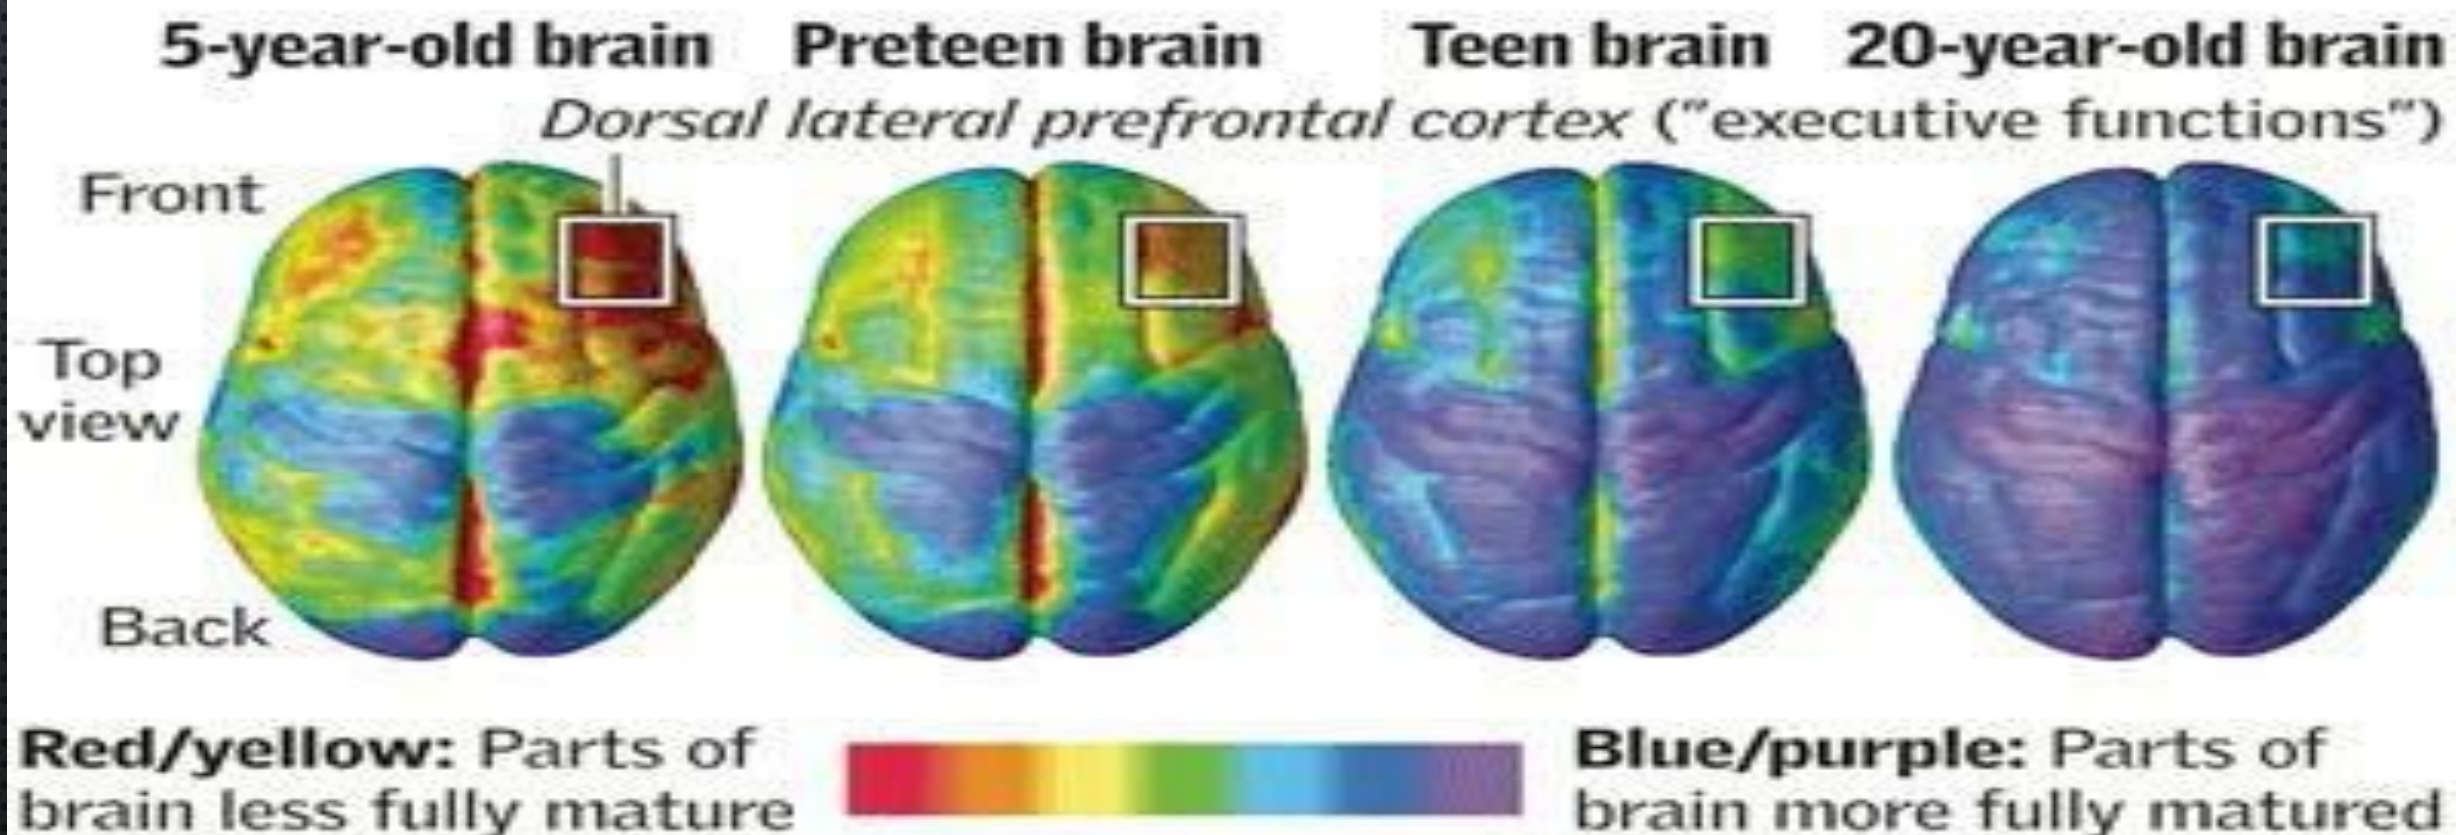 5-year-old brain Preteen brain Teen brain 20-year-old brain
Dorsal lateral prefrontal cortex ("executive functions")
Front
Top
view
Back
Red/yellow: Parts of
brain less fully mature
Blue/purple: Parts of
brain more fully matured